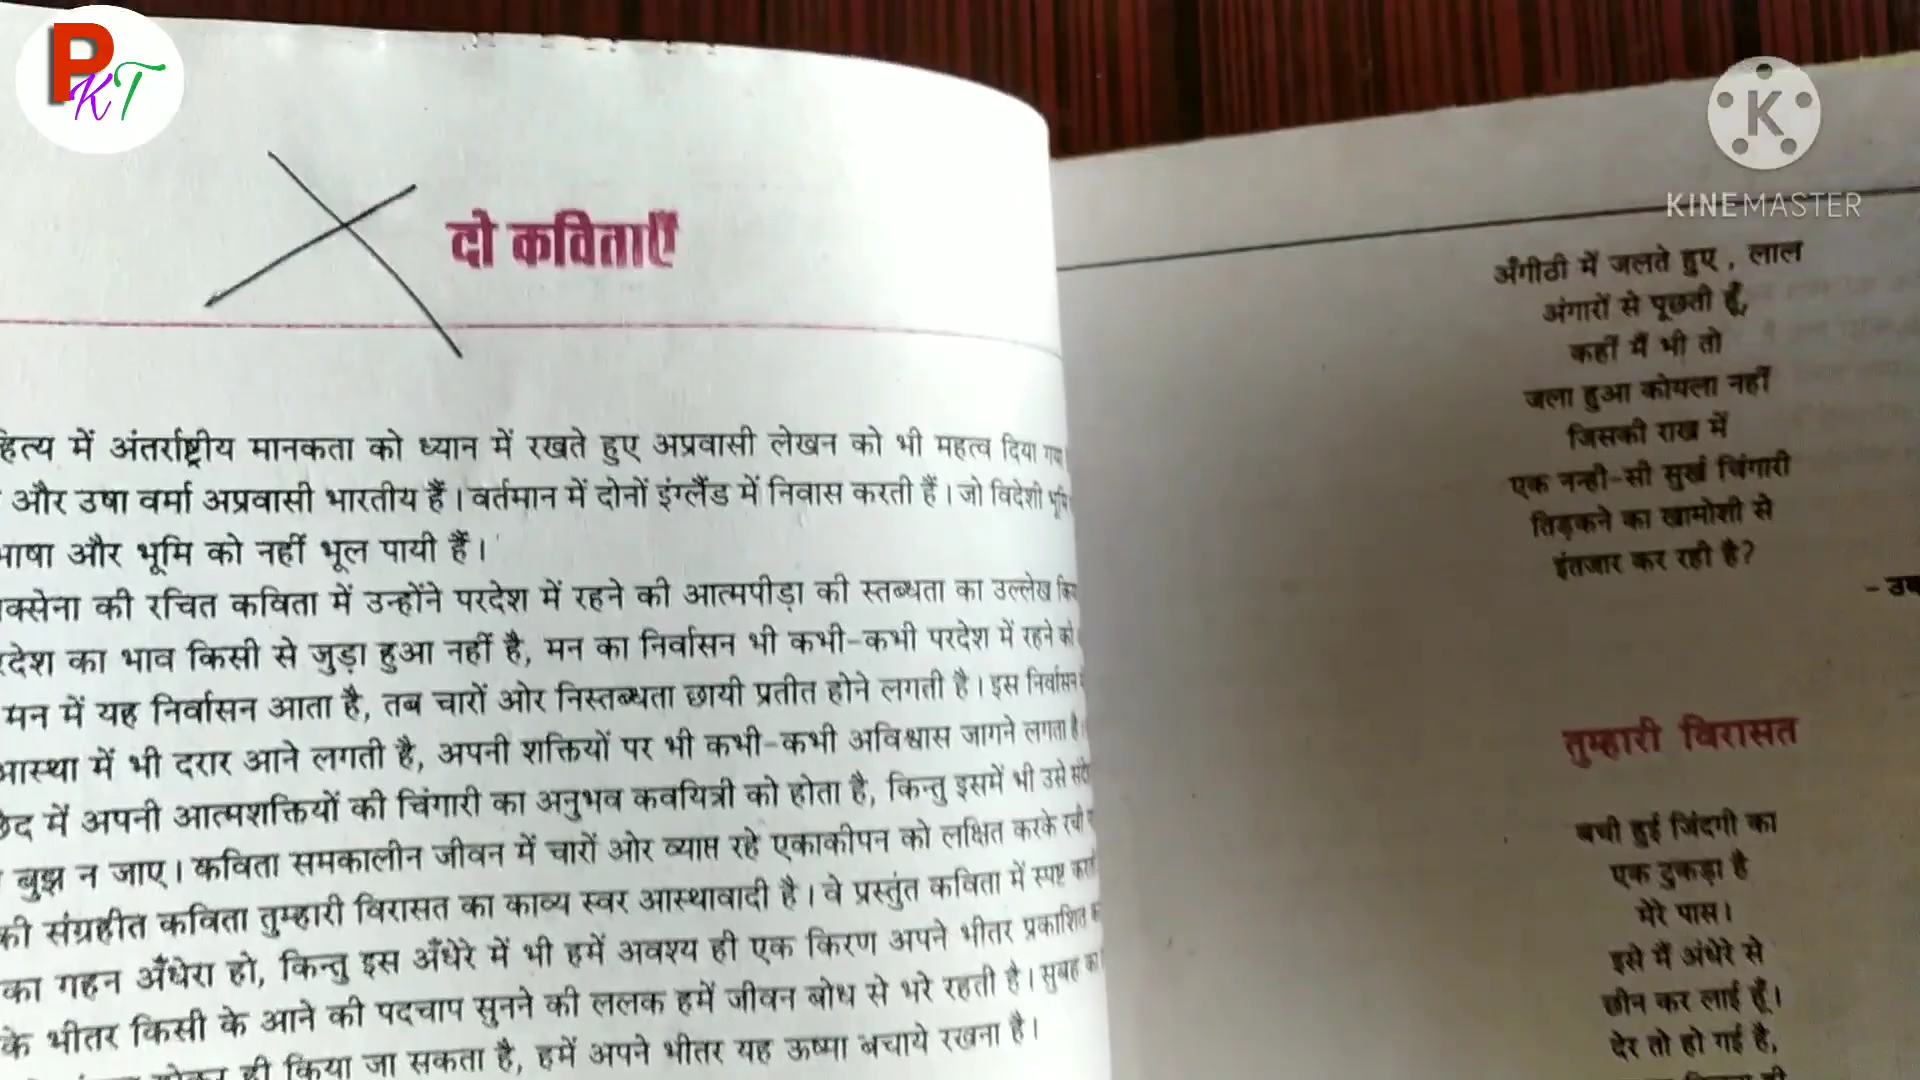 PKT
K
KINEMASTER
दो कविताएँ
में अंतर्राष्ट्रीय मानकता को ध्यान में रखते हुए अप्रवासी लेखन को भी महत्व दिया
और उषा वर्मा अप्रवासी भारतीय हैं। वर्तमान में दोनों इंग्लैंड में निवास करती हैं। जो विदेशी
और भूमि को नहीं भूल पायी हैं।
की रचित कविता में उन्होंने परदेश में रहने की आत्मपीड़ा की स्तब्धता का उल्लेख
का भाव किसी से जुड़ा हुआ नहीं है, मन का निर्वासन भी कभी-कभी परदेश में रहने को
मन में यह निर्वासन आता है, तब चारों ओर निस्तब्धता छायी प्रतीत होने लगती है। इस निर्वासन
आस्था में भी दरार आने लगती है, अपनी शक्तियों पर भी कभी-कभी अविश्वास जागने लगता है।
में अपनी आत्मशक्तियों की चिंगारी का अनुभव कवयित्री को होता है, किन्तु इसमें भी उसे
बुझ न जाए। कविता समकालीन जीवन में चारों ओर व्याप्त रहे एकाकीपन को लक्षित करके रची
की संग्रहीत कविता तुम्हारी विरासत का काव्य स्वर आस्थावादी है। वे प्रस्तुंत कविता में स्पष्ट
का गहन अँधेरा हो, किन्तु इस अँधेरे में भी हमें अवश्य ही एक किरण अपने भीतर प्रकाशित
के भीतर किसी के आने की पदचाप सुनने की ललक हमें जीवन बोध से भरे रहती है। सुबह का
ही किया जा सकता है, हमें अपने भीतर यह ऊष्मा बचाये रखना है।
अँगीठी में जलते हुए, लाल
अंगारों से पूछती हूँ,
कहीं मैं भी तो
जला हुआ कोयला नहीं
जिसकी राख में
एक नन्ही-सी सुर्ख चिंगारी
तिड़कने का खामोशी से
इंतजार कर रही है?
तुम्हारी विरासत
बची हुई जिंदगी का
एक टुकड़ा है
मेरे पास।
इसे मैं अंधेरे से
छीन कर लाई हूँ।
देर तो हो गई है,